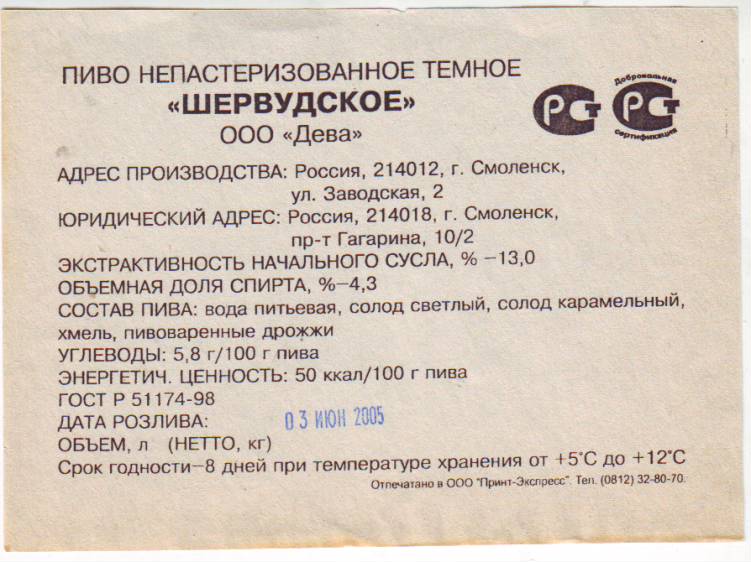 ПИВО НЕПАСТЕРИЗОВАННОЕ ТЕМНОЕ
«ШЕРВУДСКОЕ»
ООО «Дева»
РСТ
Добровольная
РСТ
сертификация
АДРЕС ПРОИЗВОДСТВА: Россия, 214012, г. Смоленск,
ул. Заводская, 2
ЮРИДИЧЕСКИЙ АДРЕС: Россия, 214018, г. Смоленск,
пр-т Гагарина, 10/2
ЭКСТРАКТИВНОСТЬ НАЧАЛЬНОГО СУСЛА, % –13,0
ОБЪЕМНАЯ ДОЛЯ СПИРТА, %–4,3
СОСТАВ ПИВА: вода питьевая, солод светлый, солод карамельный,
хмель, пивоваренные дрожжи
УГЛЕВОДЫ: 5,8 г/100 г пива
ЭНЕРГЕТИЧ. ЦЕННОСТЬ: 50 ккал/100 г пива
ГОСТ Р 51174-98
ДАТА РОЗЛИВА: 03 ИЮН 2005
ОБЪЕМ, л (НЕТТО, кг)
Срок годности–8 дней при температуре хранения от +5°С до +12°С
Отпечатано в ООО "Принт-Экспресс". Тел. (0812) 32-80-70.